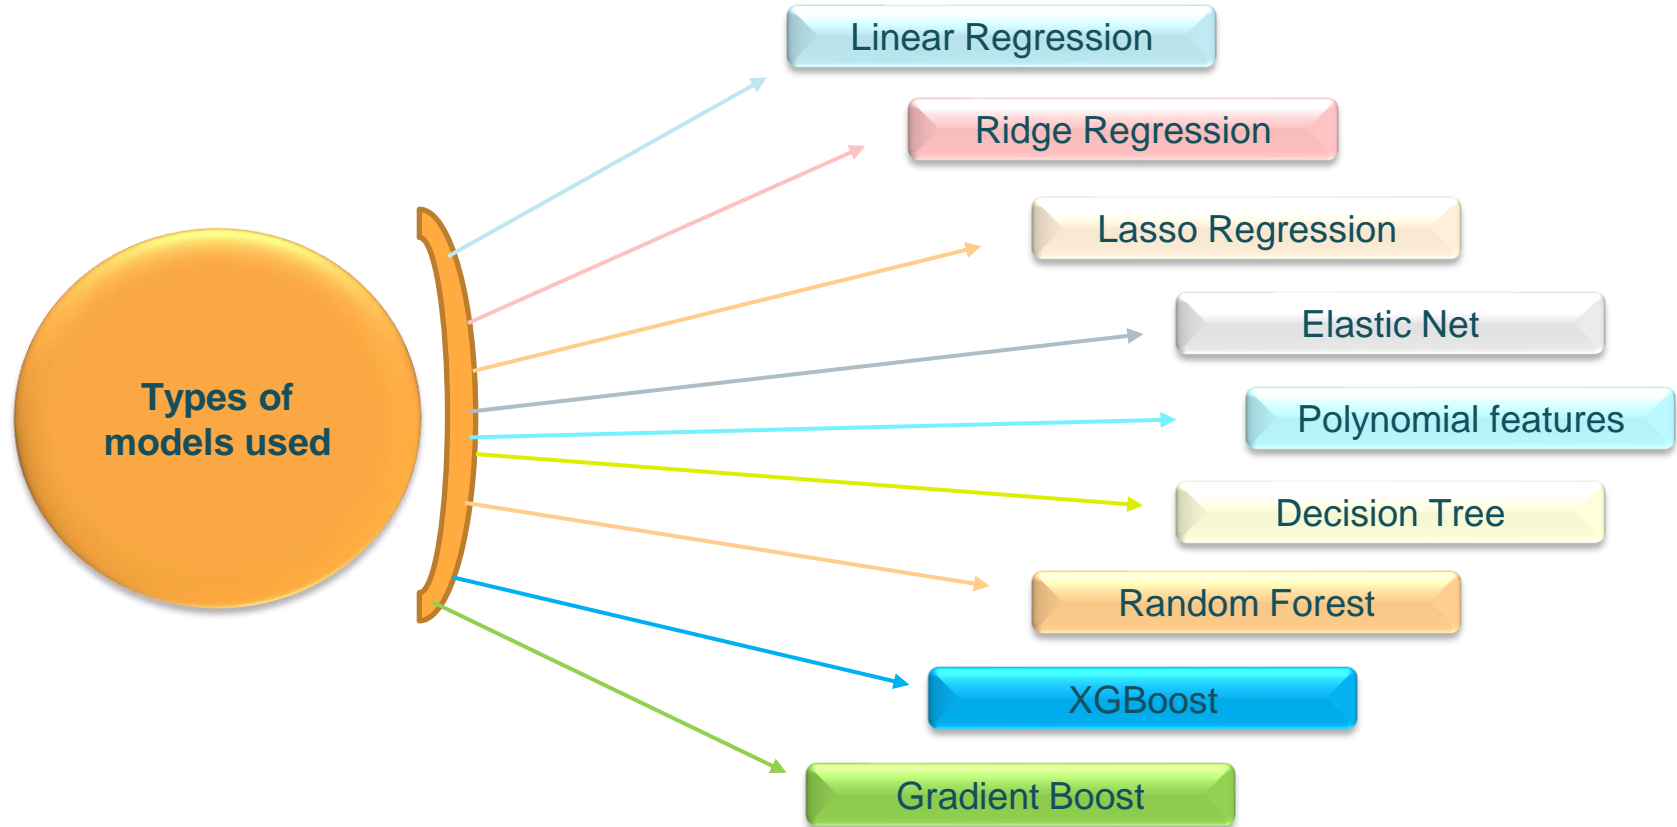 Linear Regression
Ridge Regression
Lasso Regression
Elastic Net
Types of
models used
Polynomial features
Decision Tree
Random Forest
XGBoost
Gradient Boost